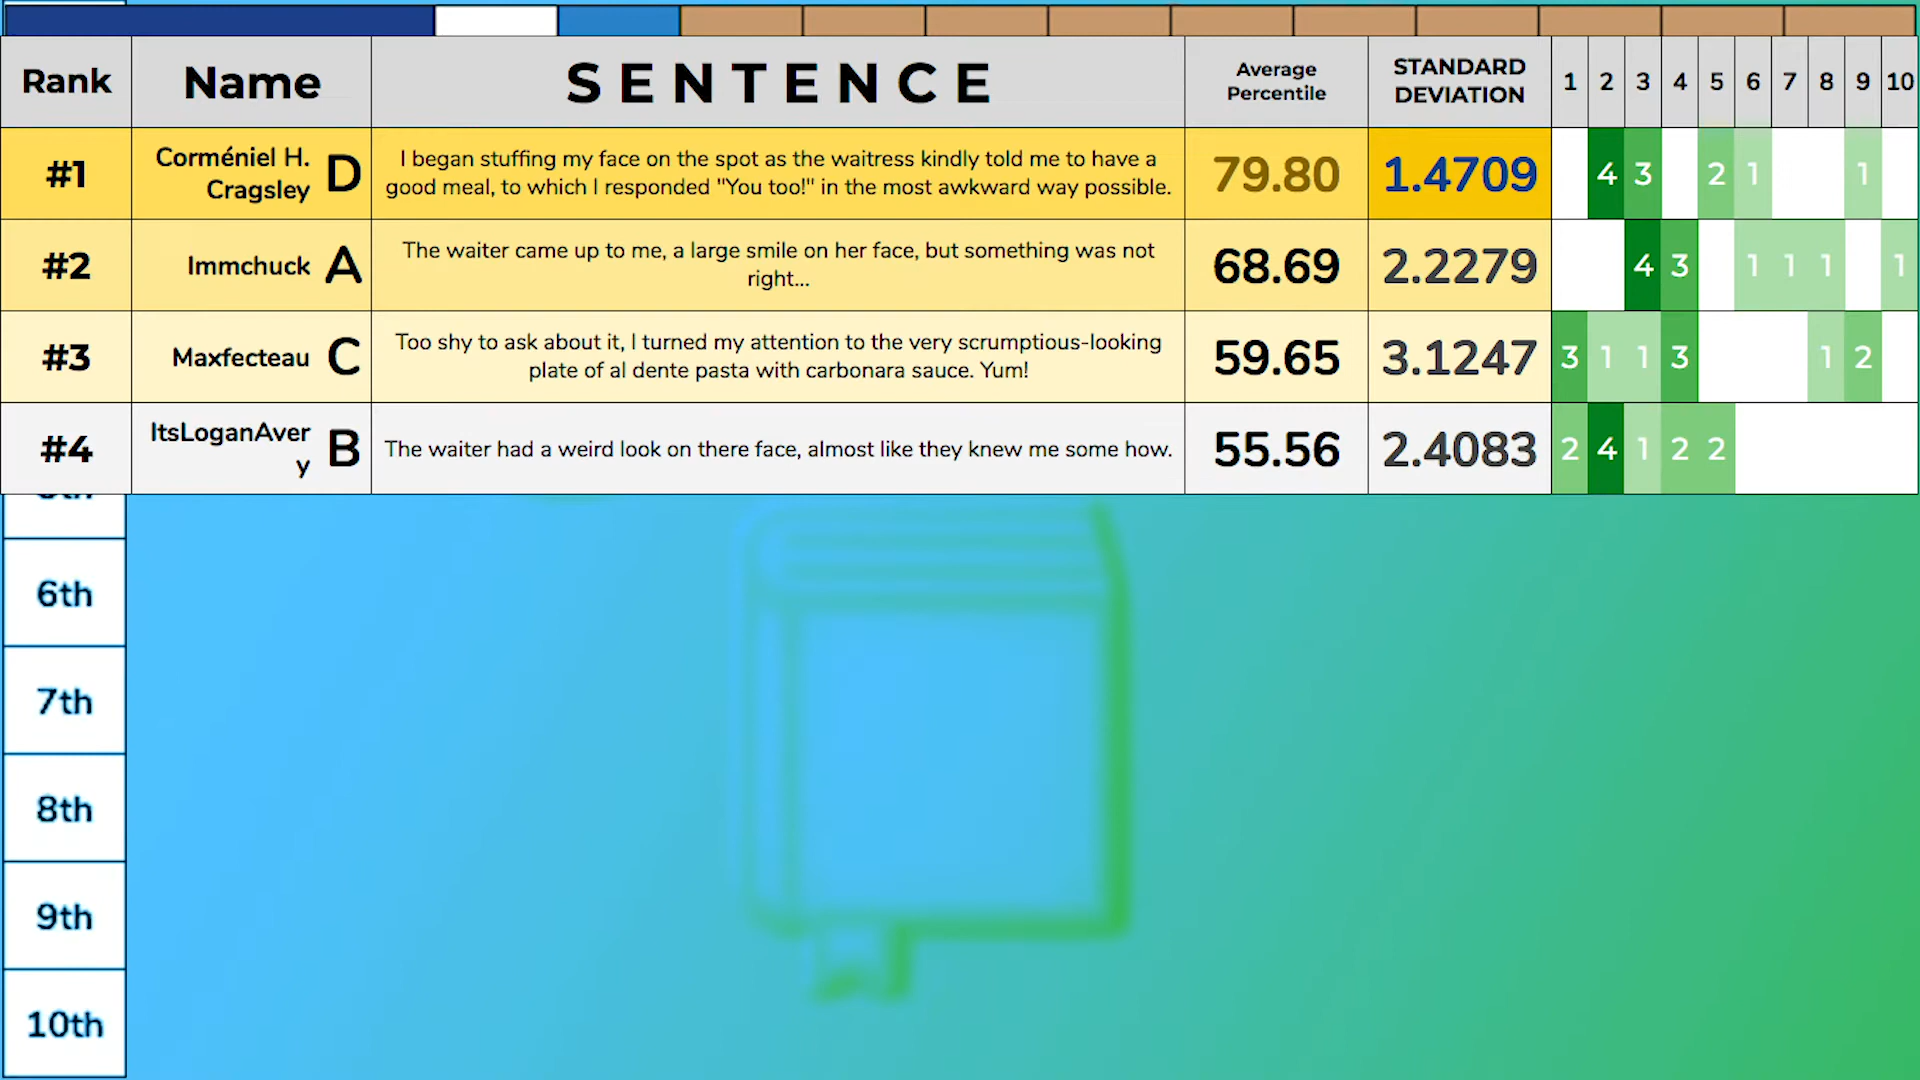 Rank Name SENTENCE Average Percentile STANDARD DEVIATION 1 2 3 4 5 6 7 8 9 10
#1
Corméniel H.
Cragsley
D
I began stuffing my face on the spot as the waitress kindly told me to have a
good meal, to which I responded "You too!" in the most awkward way possible.
79.80
1.4709
4 3 2 1 1
#2
Immchuck
A
The waiter came up to me, a large smile on her face, but something was not
right...
68.69
2.2279
4 3 1 1 1 1
#3
Maxfecteau
C
Too shy to ask about it, I turned my attention to the very scrumptious-looking
plate of al dente pasta with carbonara sauce. Yum!
59.65
3.1247
3 1 1 3 1 2
#4
ItsLoganAver
y
B
The waiter had a weird look on there face, almost like they knew me some how.
55.56
2.4083
2 4 1 2 2
6th
7th
8th
9th
10th